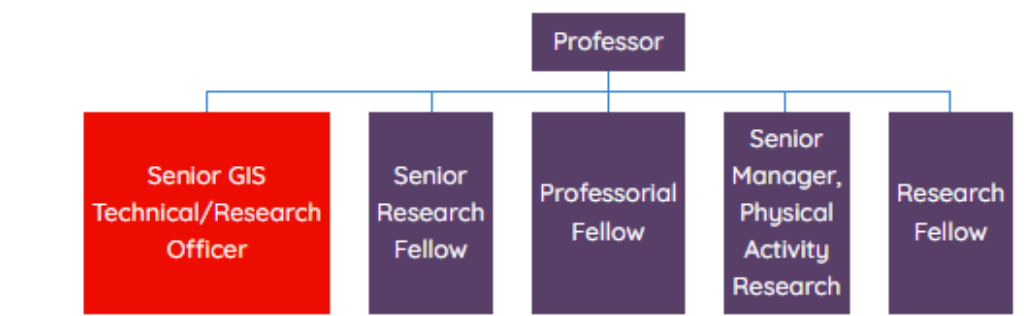 Professor
Senior GIS
Technical/Research
Officer
Senior
Research
Fellow
Professorial
Fellow
Senior
Manager,
Physical
Activity
Research
Research
Fellow